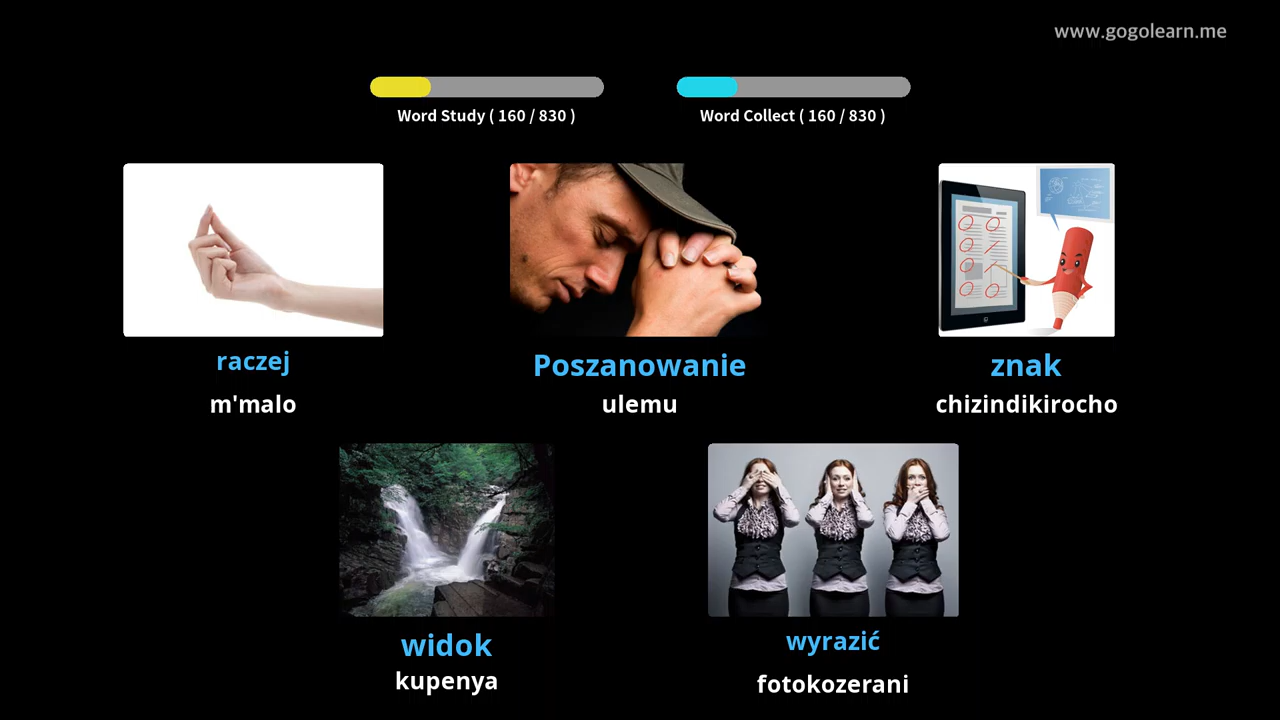 www.gogolearn.me
Word Study ( 160 / 830 )
Word Collect ( 160 / 830 )
raczej
m'malo
Poszanowanie
ulemu
znak
chizindikirocho
widok
kupenya
wyrazić
fotokozerani